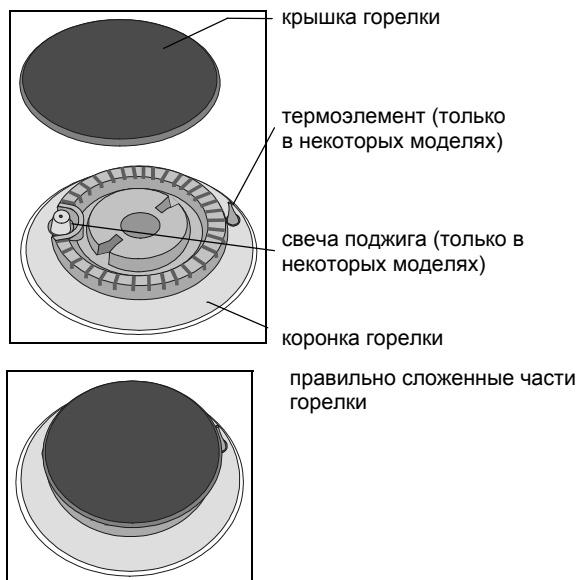 крышка горелки
термоэлемент (только
в некоторых моделях)
свеча поджига (только в
некоторых моделях)
коронка горелки
правильно сложенные части
горелки